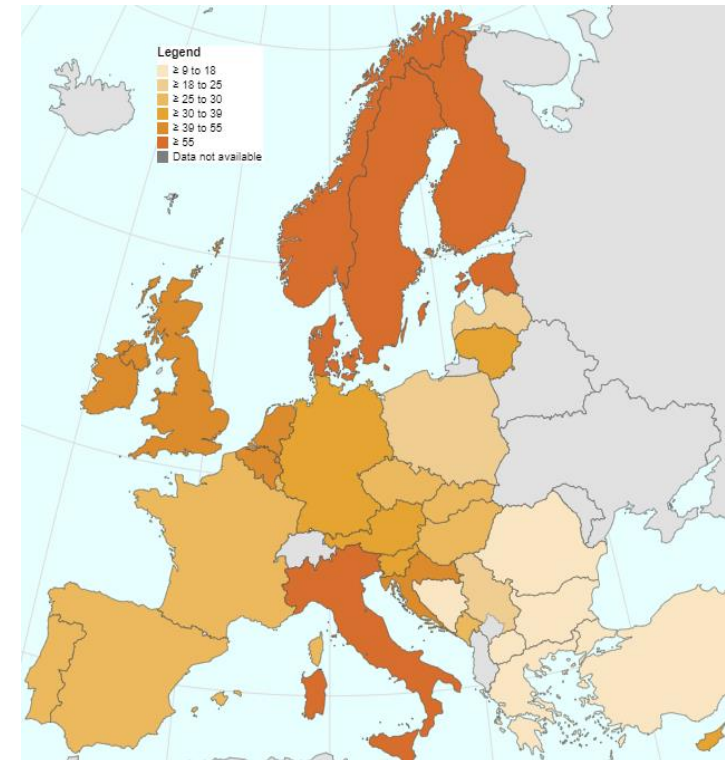 Legend
≥ 9 to 18
≥ 18 to 25
≥ 25 to 30
≥ 30 to 39
≥ 39 to 55
≥ 55
Data not available